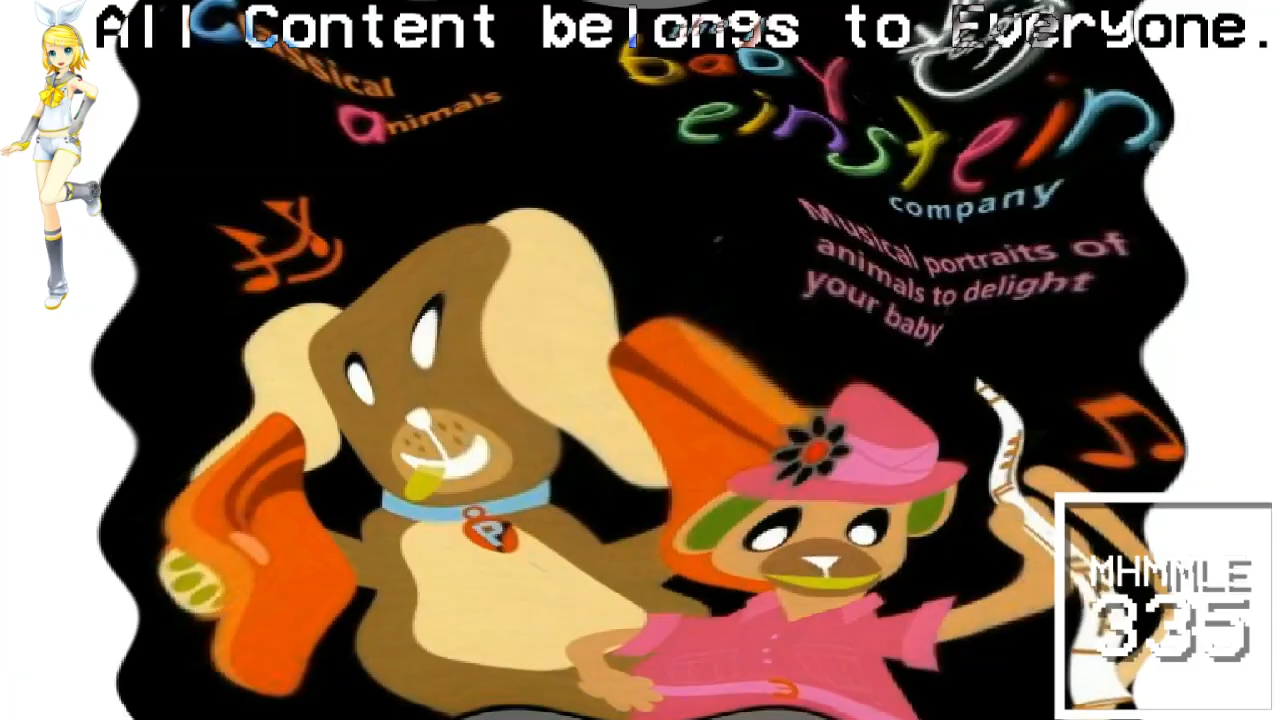 All Content belongs to Everyone.
Classical
animals
baby
einstein
company
Musical portraits of
animals to delight
your baby
P
MHMMLE
335